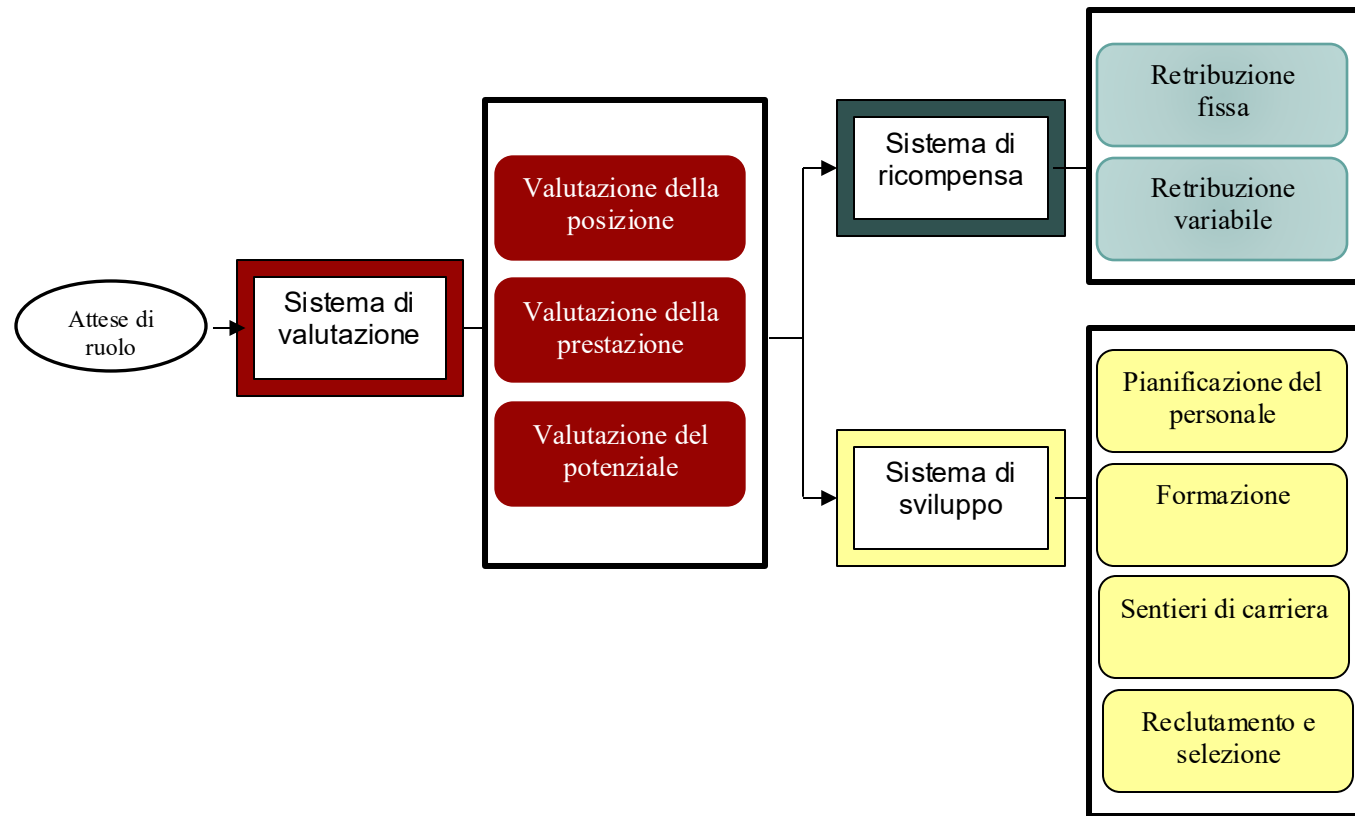 Attese di
ruolo
Sistema di
valutazione
Valutazione della
posizione
Valutazione della
prestazione
Valutazione del
potenziale
Sistema di
ricompensa
Retribuzione
fissa
Retribuzione
variabile
Sistema di
sviluppo
Pianificazione del
personale
Formazione
Sentieri di carriera
Reclutamento e
selezione